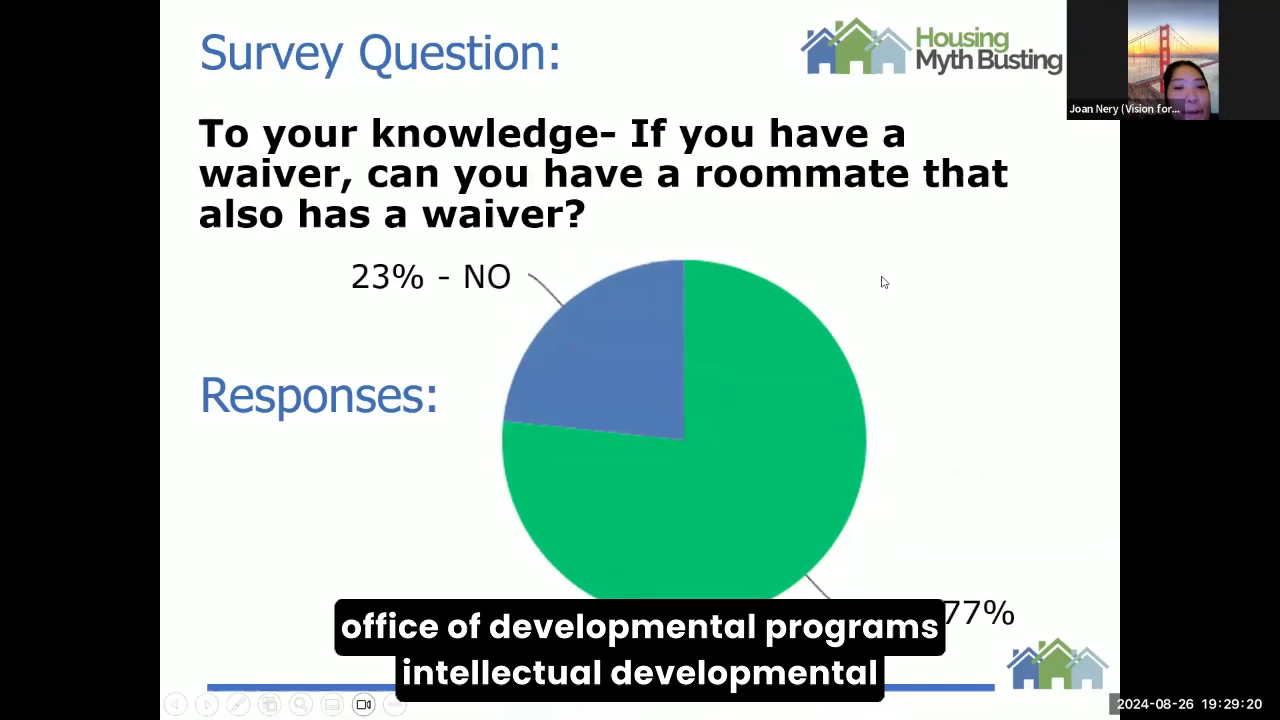 Survey Question:
Housing
Myth Busting
Joan Nery (Vision for...
To your knowledge- If you have a
waiver, can you have a roommate that
also has a waiver?
23% - NO
Responses:
77%
office of developmental programs
intellectual developmental
2024-08-26 19:29:20